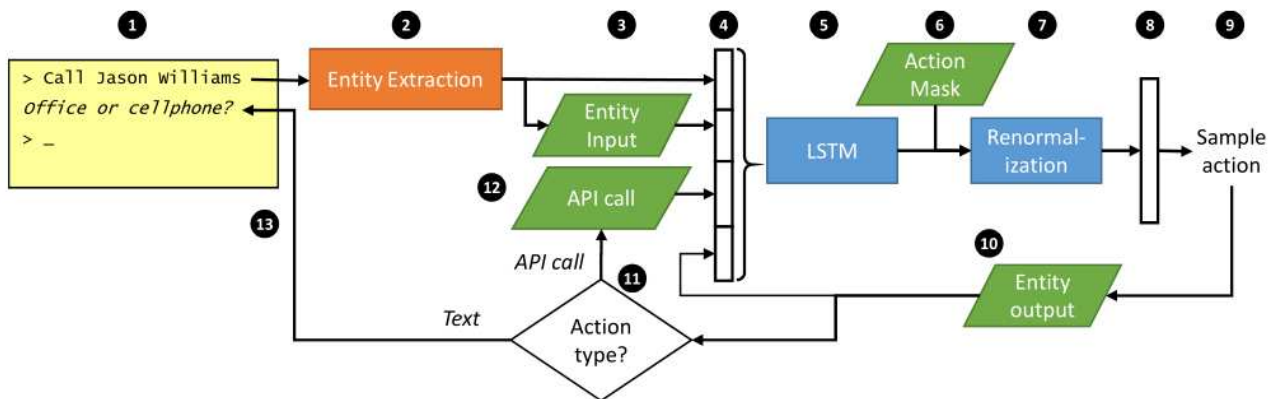 1
2
3
4
5
6
7
8
9
> Call Jason Williams
Office or cellphone?
> _
Entity Extraction
Entity
Input
API call
LSTM
Action
Mask
Renormal-
ization
Sample
action
12
13
10
Entity
output
API call
11
Text
Action
type?